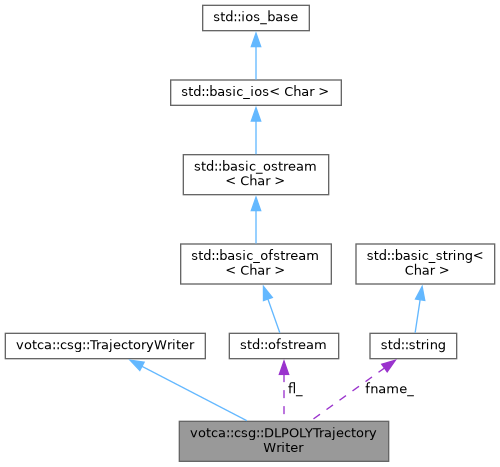 std::ios_base
std::basic_ios< Char >
std::basic_ostream
< Char >
std::basic_ofstream
< Char >
std::basic_string<
Char >
votca::csg::TrajectoryWriter
std::ofstream
std::string
fl_
fname_
votca::csg::DLPOLYTrajectory
Writer